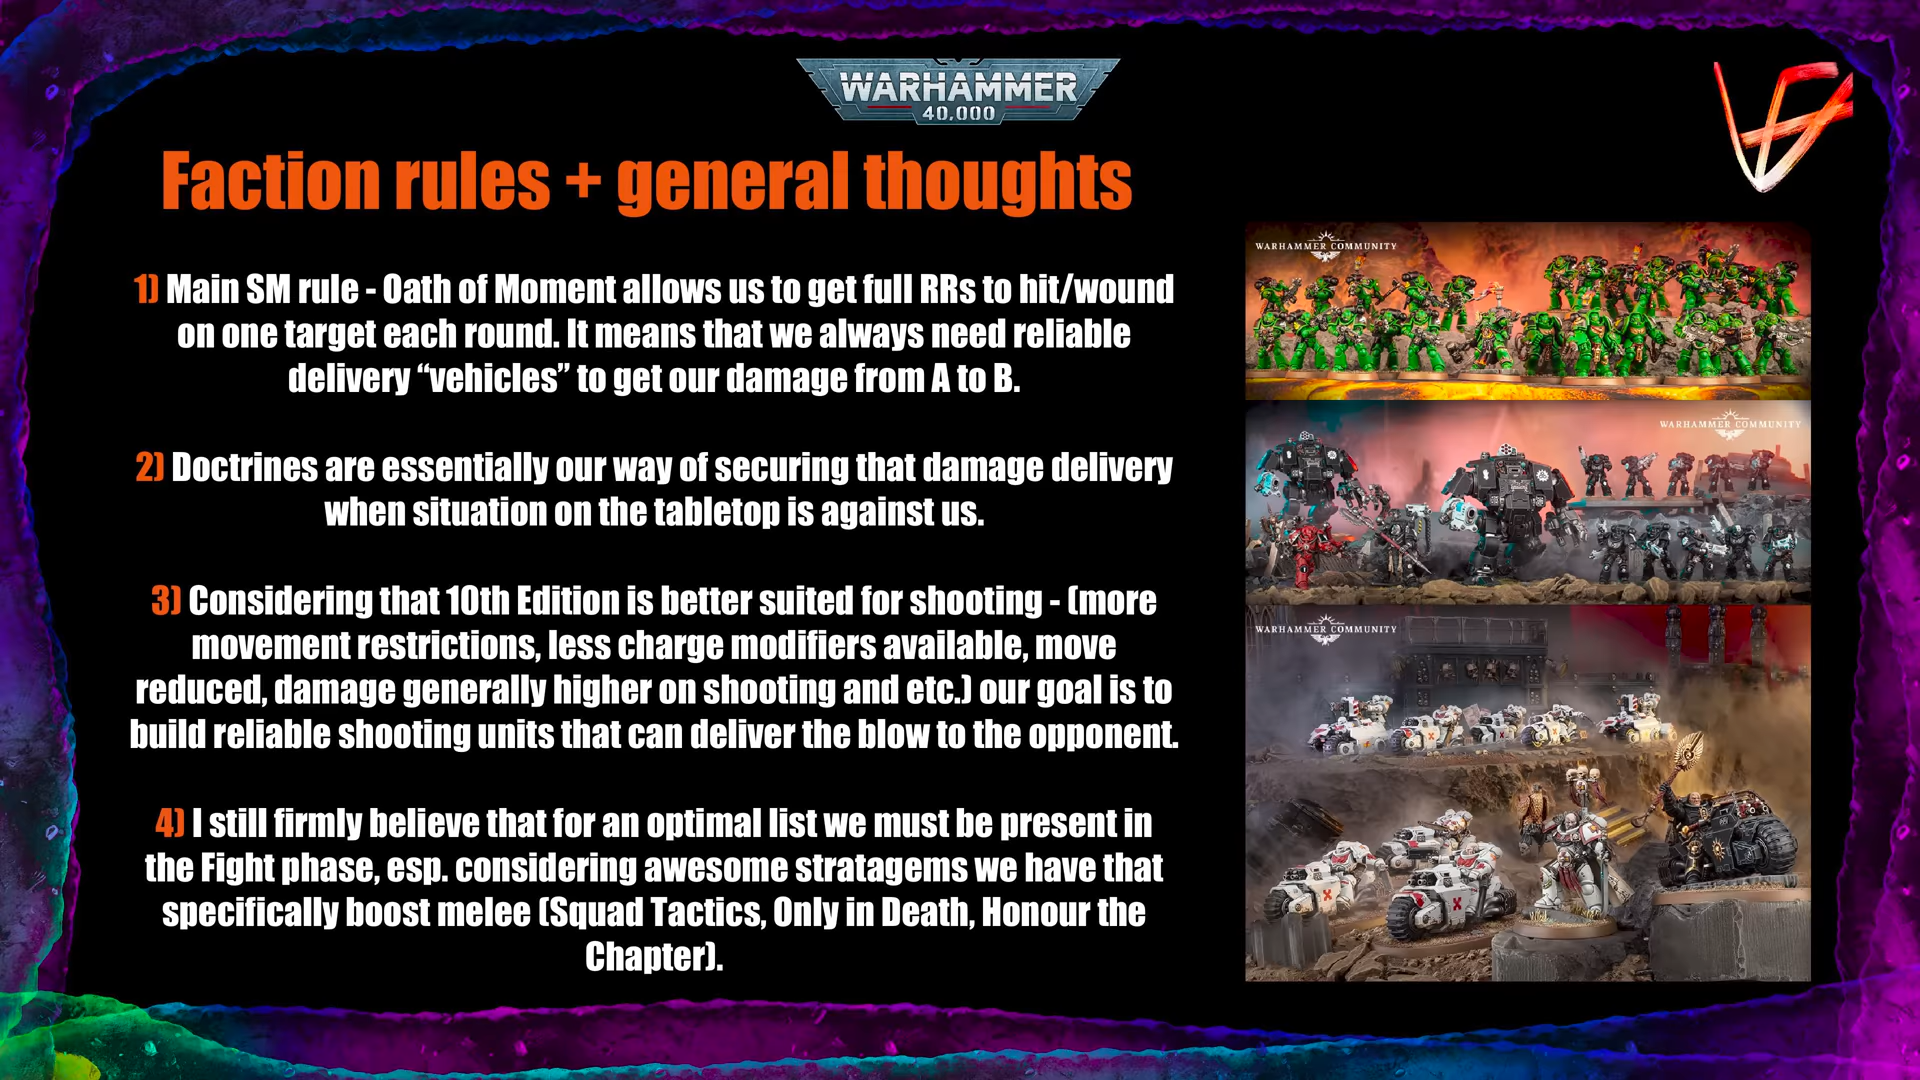 WARHAMMER
40,000
Faction rules + general thoughts
1) Main SM rule - Oath of Moment allows us to get full RRs to hit/wound
on one target each round. It means that we always need reliable
delivery “vehicles” to get our damage from A to B.
2) Doctrines are essentially our way of securing that damage delivery
when situation on the tabletop is against us.
3) Considering that 10th Edition is better suited for shooting - (more
movement restrictions, less charge modifiers available, move
reduced, damage generally higher on shooting and etc.) our goal is to
build reliable shooting units that can deliver the blow to the opponent.
4) I still firmly believe that for an optimal list we must be present in
the Fight phase, esp. considering awesome stratagems we have that
specifically boost melee (Squad Tactics, Only in Death, Honour the
Chapter).
WARHAMMER COMMUNITY
WARHAMMER COMMUNITY
WARHAMMER COMMUNITY